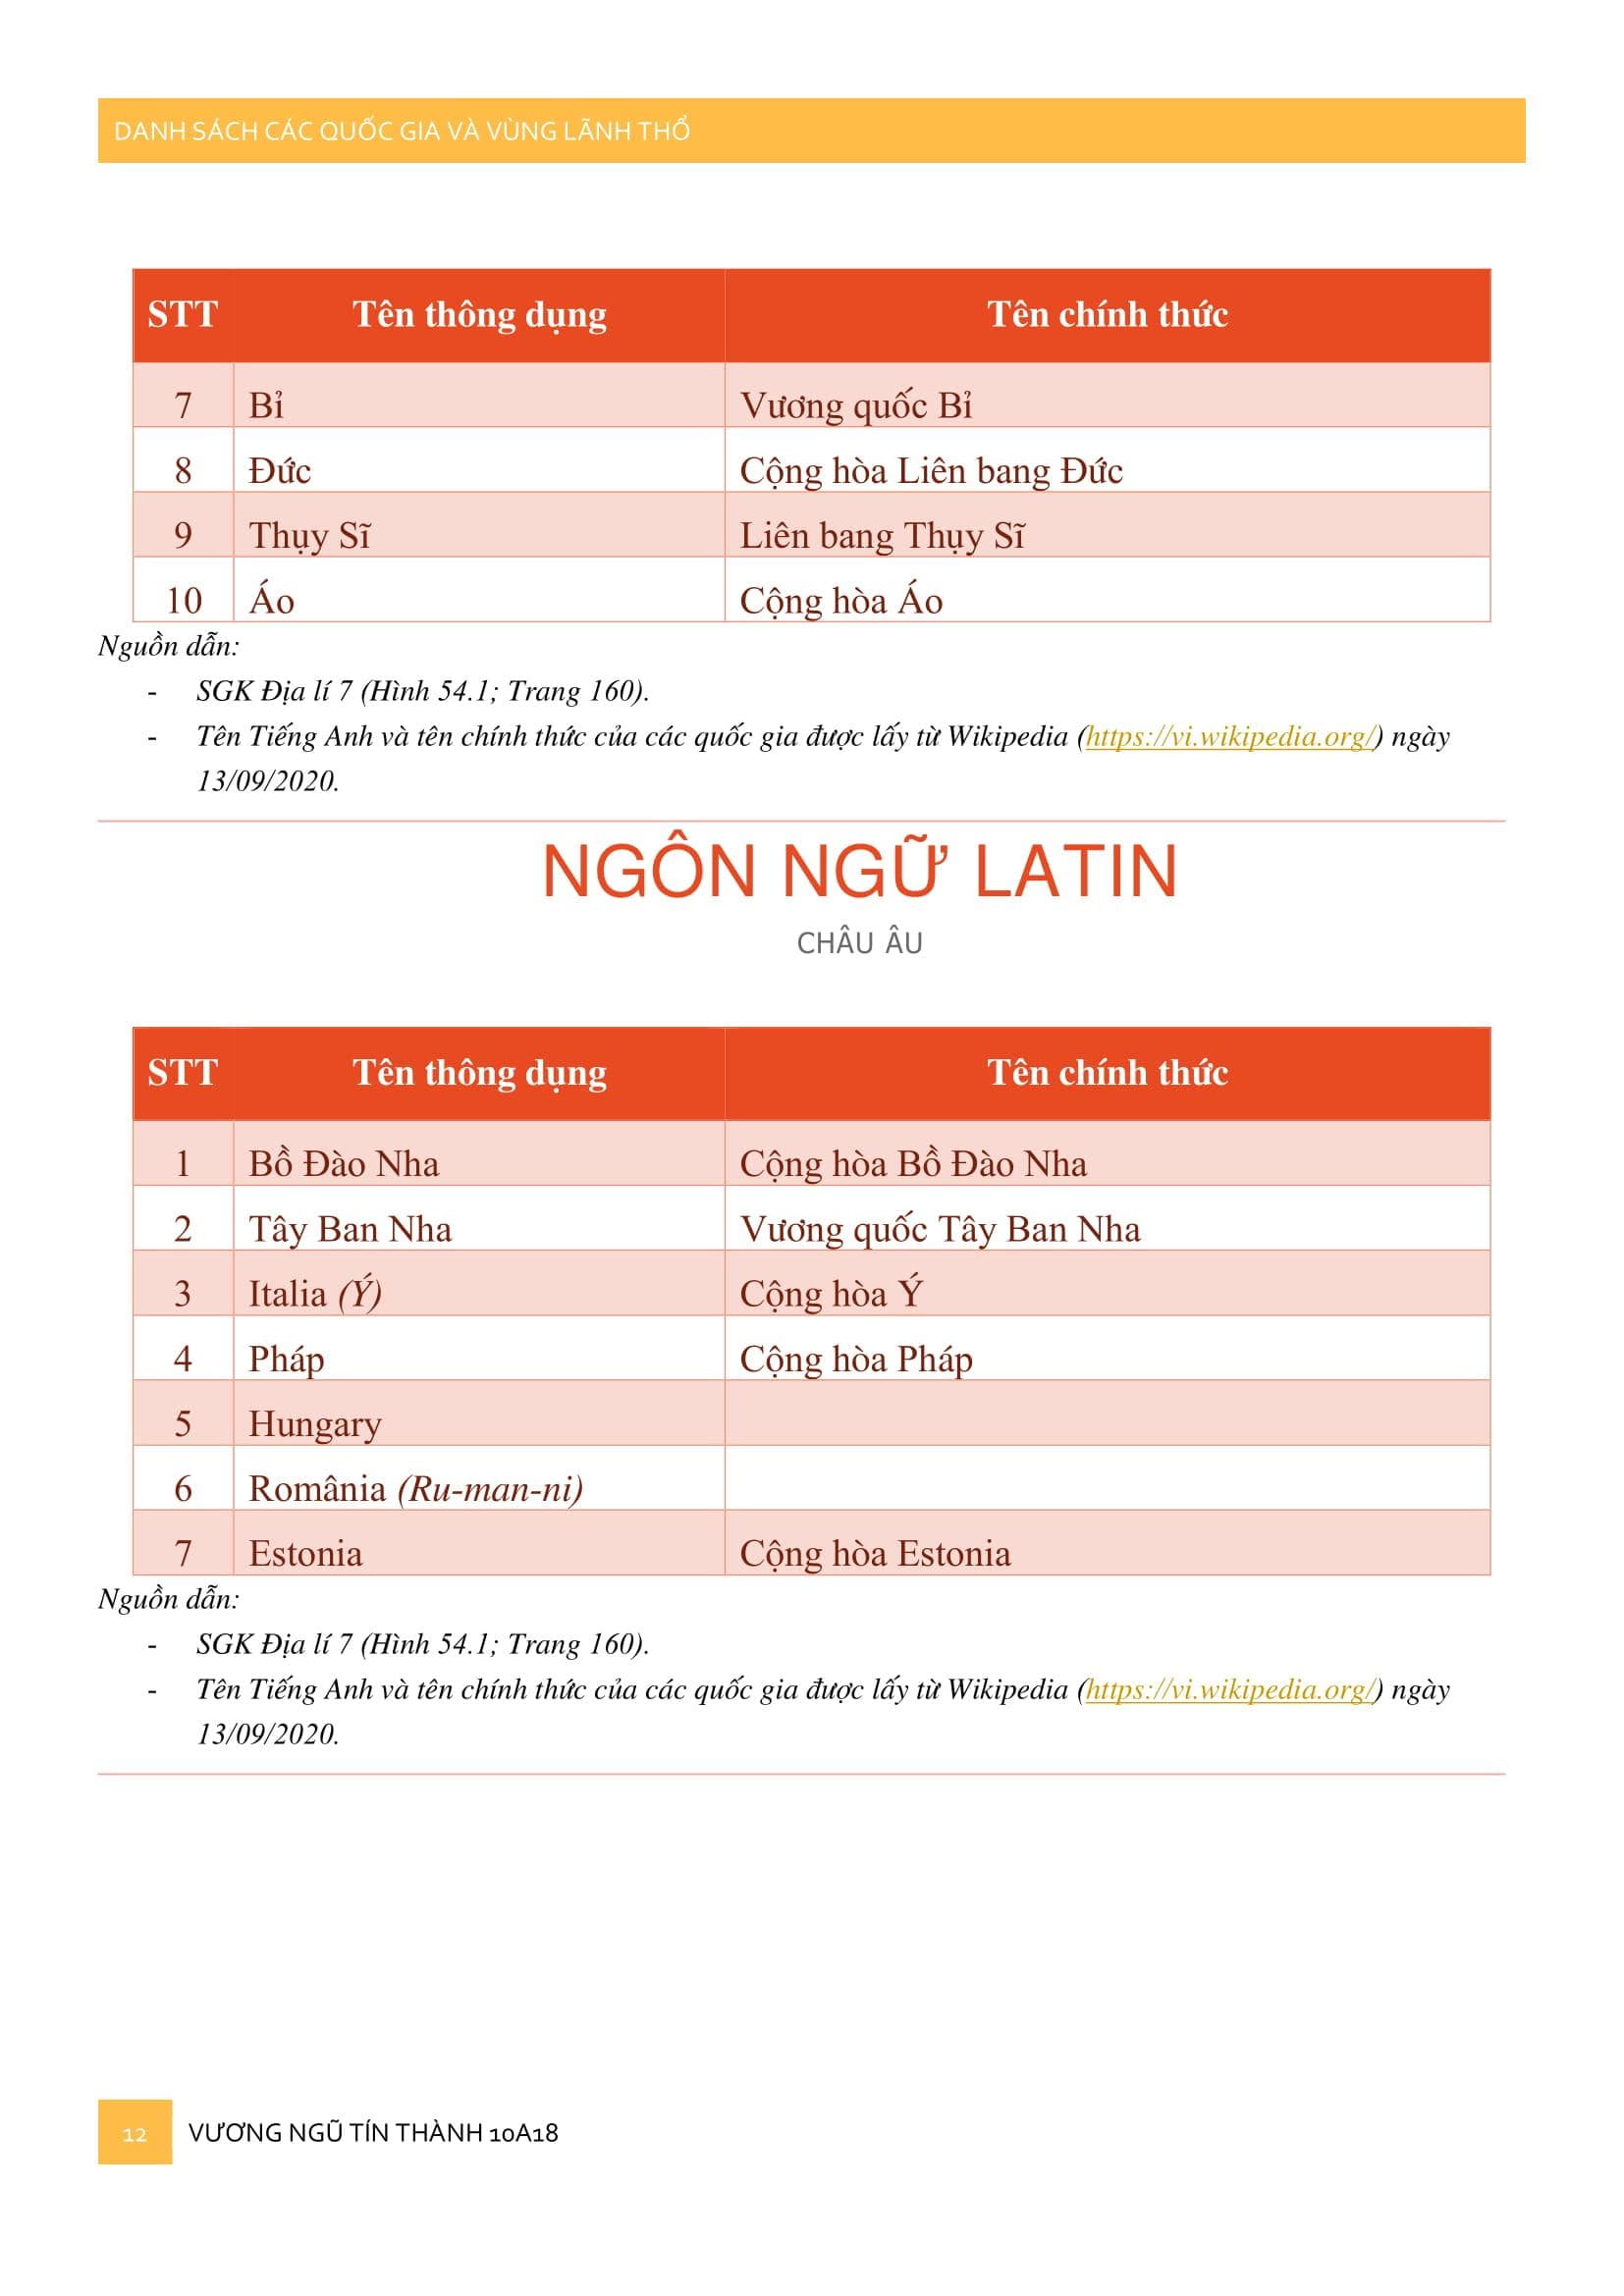 DANH SÁCH CÁC QUỐC GIA VÀ VÙNG LÃNH THỔ
STT Tên thông dụng Tên chính thức
7 Bỉ Vương quốc Bỉ
8 Đức Cộng hòa Liên bang Đức
9 Thụy Sĩ Liên bang Thụy Sĩ
10 Áo Cộng hòa Áo
Nguồn dẫn:
- SGK Địa lí 7 (Hình 54.1; Trang 160).
- Tên Tiếng Anh và tên chính thức của các quốc gia được lấy từ Wikipedia (https://vi.wikipedia.org/) ngày
13/09/2020.
NGÔN NGỮ LATIN
CHÂU ÂU
STT Tên thông dụng Tên chính thức
1 Bồ Đào Nha Cộng hòa Bồ Đào Nha
2 Tây Ban Nha Vương quốc Tây Ban Nha
3 Italia (Ý) Cộng hòa Ý
4 Pháp Cộng hòa Pháp
5 Hungary
6 România (Ru-man-ni)
7 Estonia Cộng hòa Estonia
Nguồn dẫn:
- SGK Địa lí 7 (Hình 54.1; Trang 160).
- Tên Tiếng Anh và tên chính thức của các quốc gia được lấy từ Wikipedia (https://vi.wikipedia.org/) ngày
13/09/2020.
12 VƯƠNG NGŨ TÍN THÀNH 10A18